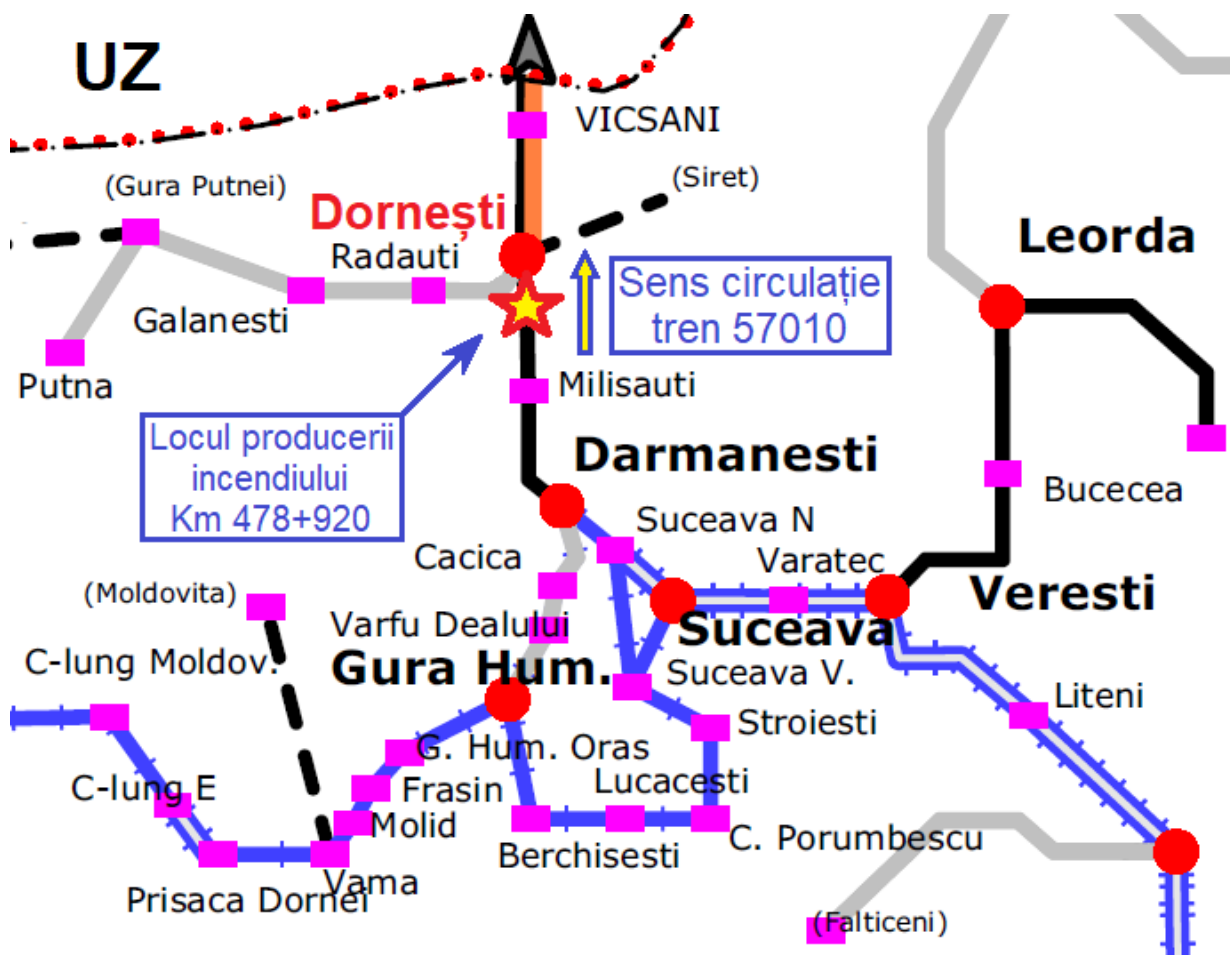 UZ
VICSANI
(Gura Putnei)
(Siret)
Dornești
Leorda
Radauti
Sens circulație
tren 57010
Galanesti
Putna
Milisauti
Locul producerii
incendiului
Km 478+920
Darmanesti
Bucecea
Suceava N
Cacica
Varatec
(Moldovita)
Veresti
Varfu Dealului
Suceava
C-lung Moldov.
Gura Hum.
Suceava V.
Liteni
Stroiesti
G. Hum. Oras
C-lung E
Frasin
Lucacesti
Molid
C. Porumbescu
Berchisesti
Vama
Prisaca Dornei
(Falticeni)